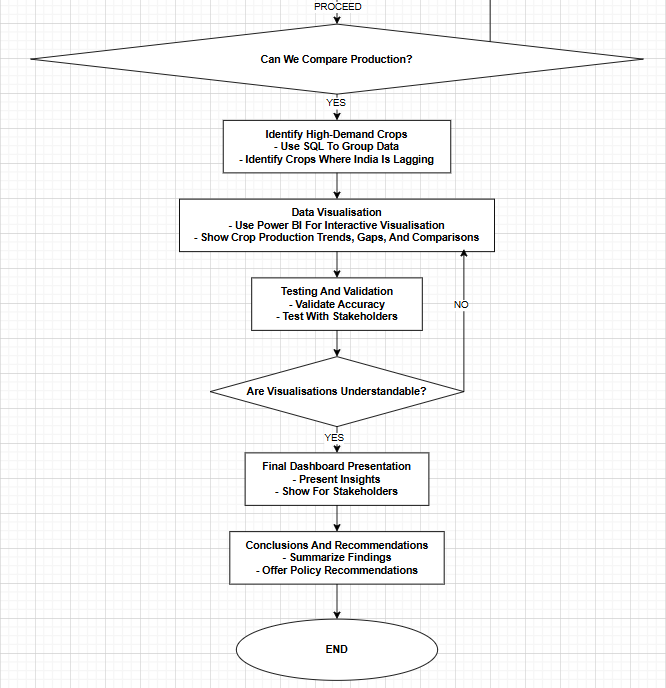 PROCEED
Can We Compare Production?
YES
Identify High-Demand Crops
- Use SQL To Group Data
- Identify Crops Where India Is Lagging
Data Visualisation
- Use Power BI For Interactive Visualisation
- Show Crop Production Trends, Gaps, And Comparisons
Testing And Validation
- Validate Accuracy
- Test With Stakeholders
NO
Are Visualisations Understandable?
YES
Final Dashboard Presentation
- Present Insights
- Show For Stakeholders
Conclusions And Recommendations
- Summarize Findings
- Offer Policy Recommendations
END